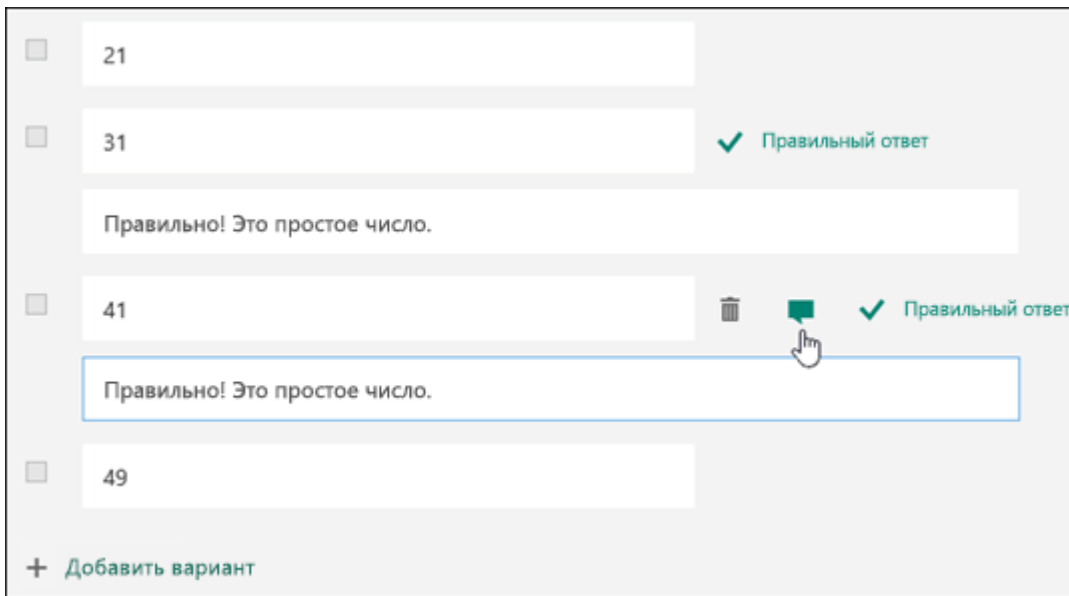 21
31
Правильный ответ
Правильно! Это простое число.
41
Правильный ответ
Правильно! Это простое число.
49
Добавить вариант